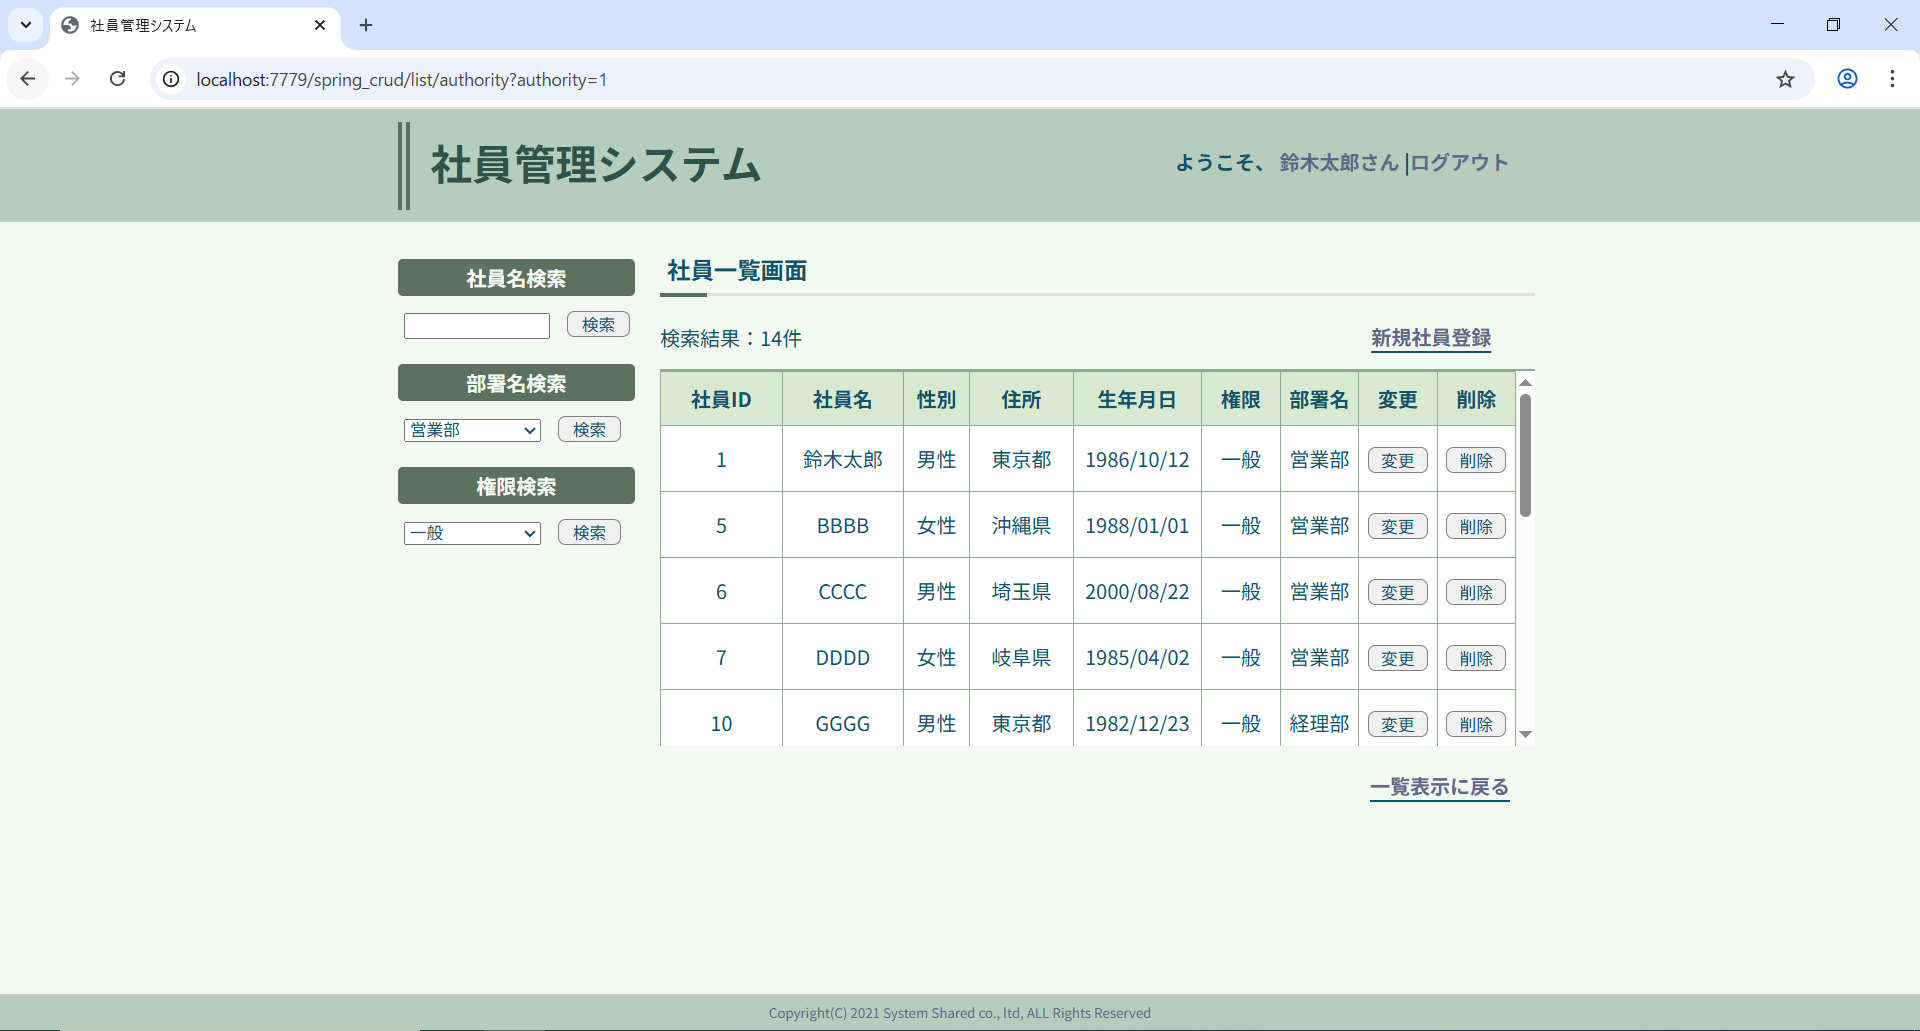 社員管理システム
localhost:7779/spring_crud/list/authority?authority=1
社員管理システム
ようこそ、 鈴木太郎さん |ログアウト
社員名検索
検索
部署名検索
営業部 検索
権限検索
一般 検索
社員一覧画面
検索結果：14件 新規社員登録
社員ID 社員名 性別 住所 生年月日 権限 部署名 変更 削除
1 鈴木太郎 男性 東京都 1986/10/12 一般 営業部 変更 削除
5 BBBB 女性 沖縄県 1988/01/01 一般 営業部 変更 削除
6 CCCC 男性 埼玉県 2000/08/22 一般 営業部 変更 削除
7 DDDD 女性 岐阜県 1985/04/02 一般 営業部 変更 削除
10 GGGG 男性 東京都 1982/12/23 一般 経理部 変更 削除
一覧表示に戻る
Copyright(C) 2021 System Shared co., ltd, ALL Rights Reserved